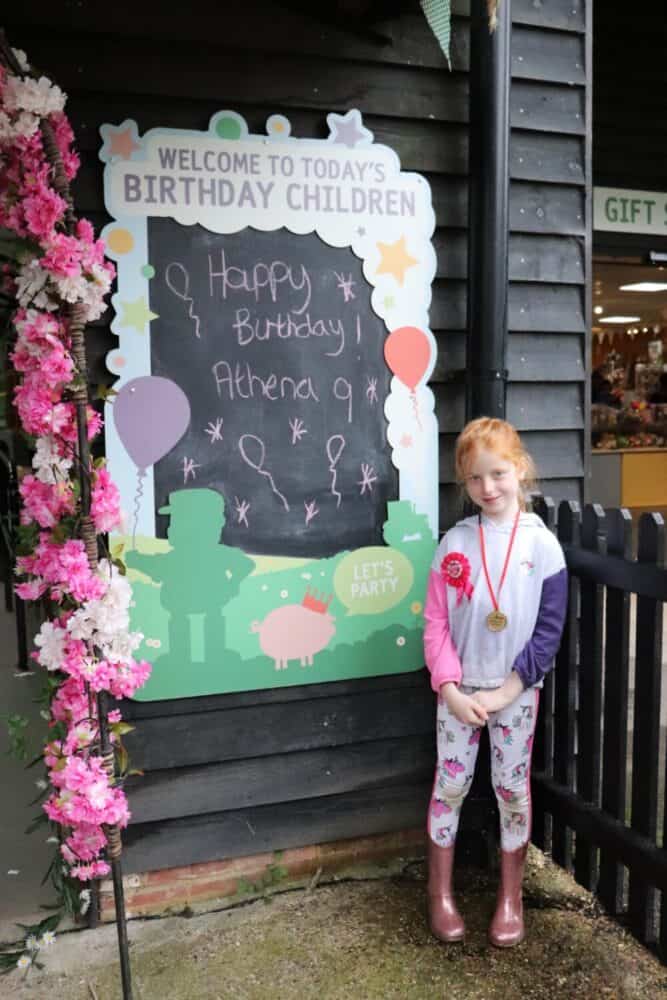 WELCOME TO TODAY'S
BIRTHDAY CHILDREN
Happy
Birthday!
Athena 9
LET'S
PARTY
GIFT